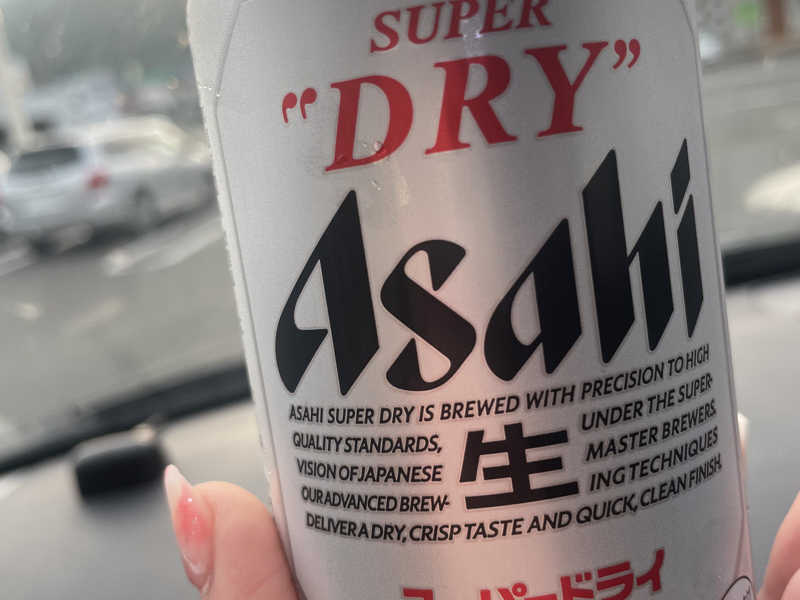 SUPER
"DRY"
Asahi
ASAHI SUPER DRY IS BREWED WITH PRECISION TO HIGH
QUALITY STANDARDS, UNDER THE SUPER-
VISION OF JAPANESE MASTER BREWERS.
OUR ADVANCED BREW- ING TECHNIQUES
生
DELIVER A DRY, CRISP TASTE AND QUICK, CLEAN FINISH.
スーパードライ